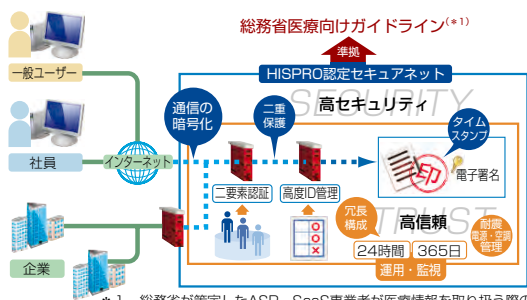 総務省医療向けガイドライン(*1)
準拠
HISPRO認定セキュアネット
一般ユーザー
社員
企業
インターネット
通信の
暗号化
二重
保護
SECURITY
高セキュリティ
タイム
スタンプ
印
電子署名
二要素認証
高度ID管理
冗長
構成
TRUST
高信頼
耐震
電源・空調
管理
24時間
365日
運用・監視
*1 総務省が策定したASP・SaaS事業者が医療情報を取り扱う際の